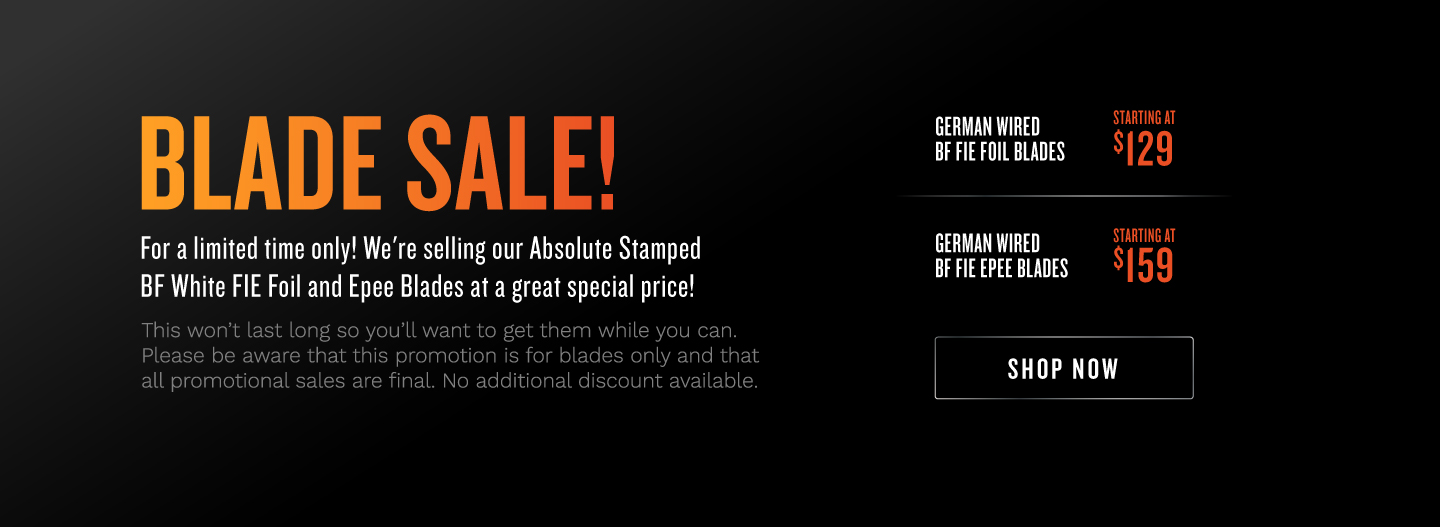 BLADE SALE!
For a limited time only! We're selling our Absolute Stamped
BF White FIE Foil and Epee Blades at a great special price!
This won't last long so you'll want to get them while you can.
Please be aware that this promotion is for blades only and that
all promotional sales are final. No additional discount available.
GERMAN WIRED
BF FIE FOIL BLADES
STARTING AT
$129
GERMAN WIRED
BF FIE EPEE BLADES
STARTING AT
$159
SHOP NOW